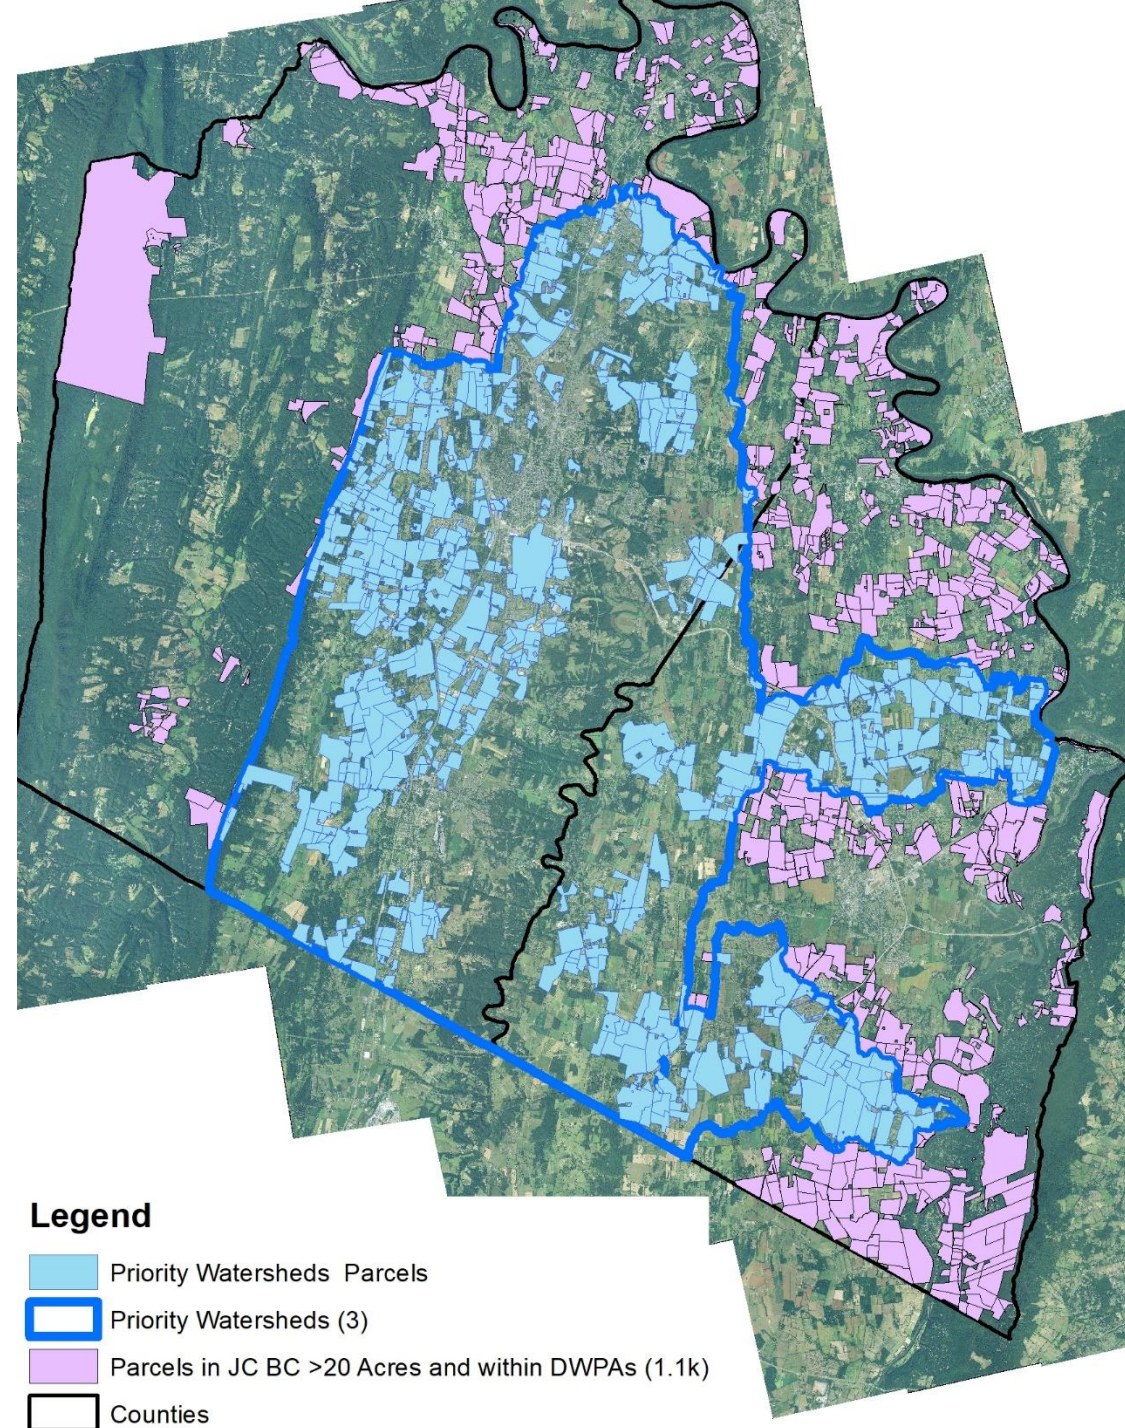 Legend
Priority Watersheds Parcels
Priority Watersheds (3)
Parcels in JC BC >20 Acres and within DWPAs (1.1k)
Counties